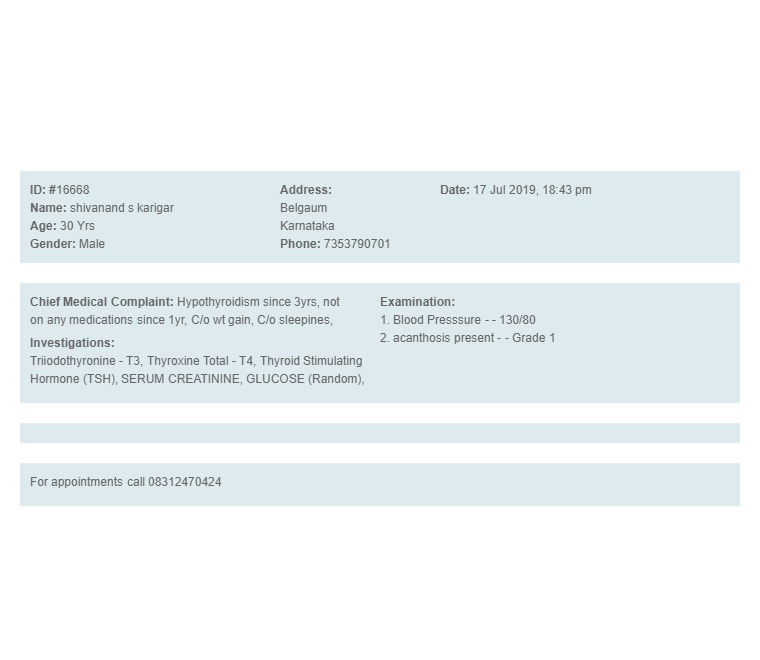 ID: #16668
Name: shivanand s karigar
Age: 30 Yrs
Gender: Male
Address:
Belgaum
Karnataka
Phone: 7353790701
Date: 17 Jul 2019, 18:43 pm
Chief Medical Complaint: Hypothyroidism since 3yrs, not
on any medications since 1yr, C/o wt gain, C/o sleepines,
Investigations:
Triiodothyronine - T3, Thyroxine Total - T4, Thyroid Stimulating
Hormone (TSH), SERUM CREATININE, GLUCOSE (Random),
Examination:
1. Blood Presssure - - 130/80
2. acanthosis present - - Grade 1
For appointments call 08312470424